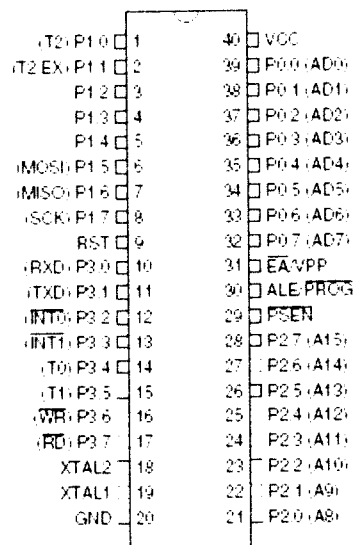 (T2) P1.0 1 40 VCC
(T2 EX) P1.1 2 39 P0.0 (AD0)
P1.2 3 38 P0.1 (AD1)
P1.3 4 37 P0.2 (AD2)
P1.4 5 36 P0.3 (AD3)
(MOSI) P1.5 6 35 P0.4 (AD4)
(MISO) P1.6 7 34 P0.5 (AD5)
(SCK) P1.7 8 33 P0.6 (AD6)
RST 9 32 P0.7 (AD7)
(RXD) P3.0 10 31 EA/VPP
(TXD) P3.1 11 30 ALE/PROG
(INT0) P3.2 12 29 PSEN
(INT1) P3.3 13 28 P2.7 (A15)
(T0) P3.4 14 27 P2.6 (A14)
(T1) P3.5 15 26 P2.5 (A13)
(WR) P3.6 16 25 P2.4 (A12)
(RD) P3.7 17 24 P2.3 (A11)
XTAL2 18 23 P2.2 (A10)
XTAL1 19 22 P2.1 (A9)
GND 20 21 P2.0 (A8)